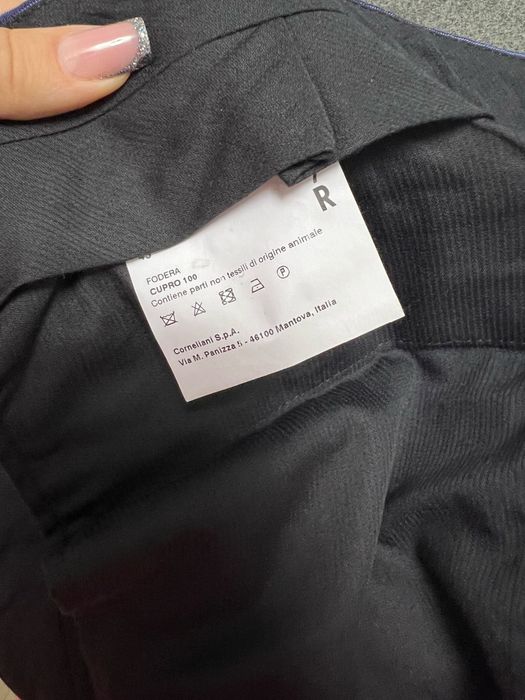 R
FODERA
CUPRO 100
Contiene parti non tessili di origine animale
P
Corneliani S.p.A.
Via M. Panizza 5 - 46100 Mantova, Italia